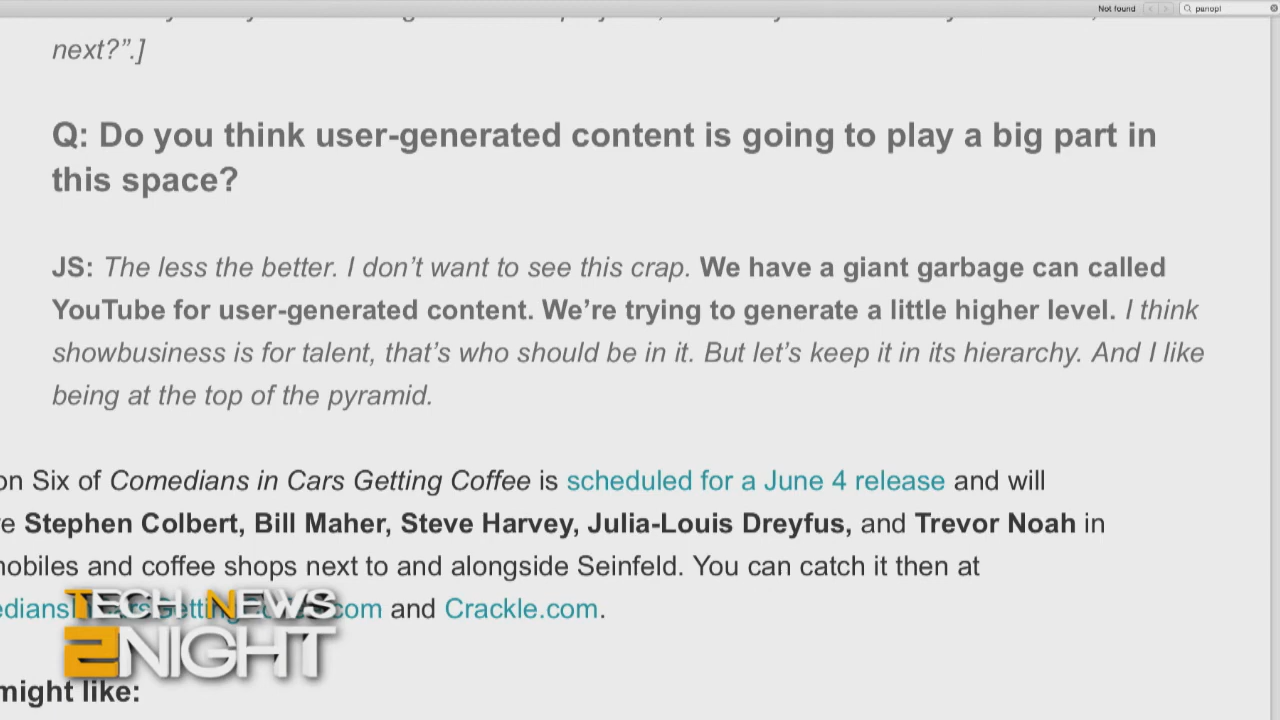 Not found
panopl
next?”.]
Q: Do you think user-generated content is going to play a big part in
this space?
JS: The less the better. I don’t want to see this crap. We have a giant garbage can called
YouTube for user-generated content. We’re trying to generate a little higher level. I think
showbusiness is for talent, that’s who should be in it. But let’s keep it in its hierarchy. And I like
being at the top of the pyramid.
on Six of Comedians in Cars Getting Coffee is scheduled for a June 4 release and will
e Stephen Colbert, Bill Maher, Steve Harvey, Julia-Louis Dreyfus, and Trevor Noah in
nobiles and coffee shops next to and alongside Seinfeld. You can catch it then at
com and Crackle.com.
TECH NEWS
2NIGHT
might like: